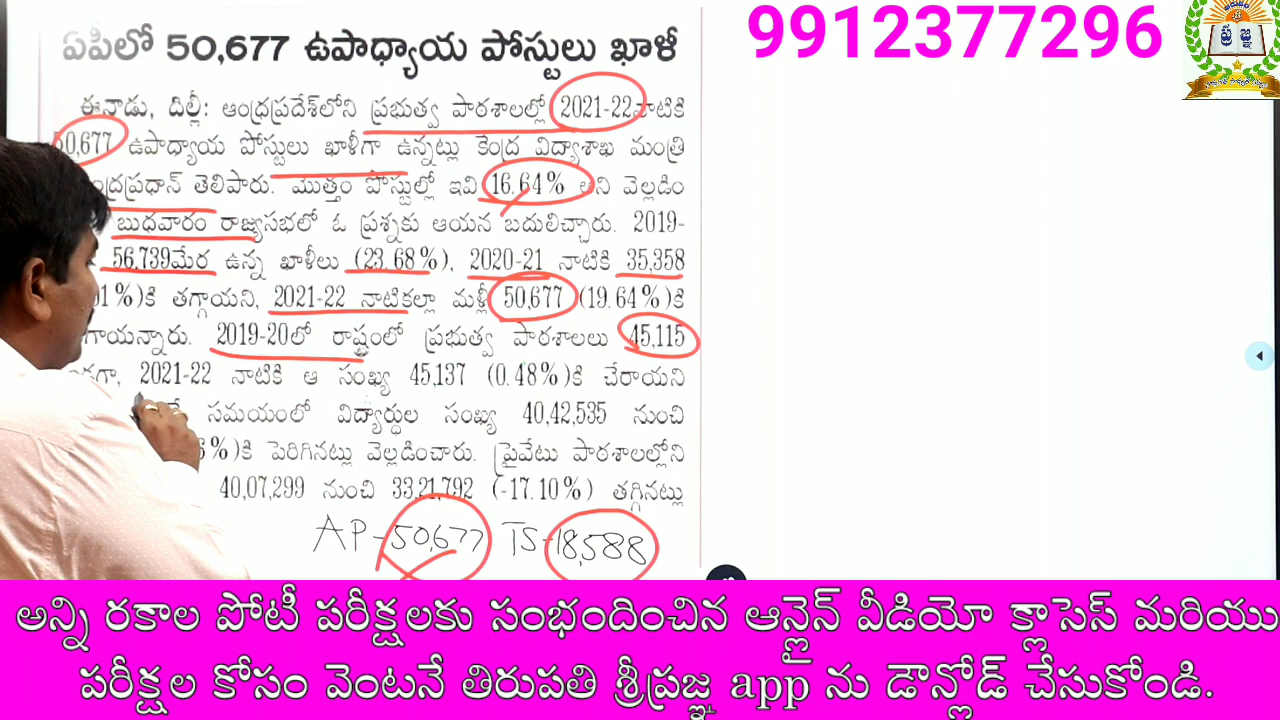 9912377296
ప్రజ్ఞ
ఏపీలో 50,677 ఉపాధ్యాయ పోస్టులు ఖాళీ
ఈనాడు, దిల్లీ: ఆంధ్రప్రదేశ్‌లోని ప్రభుత్వ పాఠశాలల్లో 2021-22నాటికి
50,677 ఉపాధ్యాయ పోస్టులు ఖాళీగా ఉన్నట్లు కేంద్ర విద్యాశాఖ మంత్రి
ంద్రప్రధాన్ తెలిపారు. మొత్తం పోస్టుల్లో ఇవి 16.64% అని వెల్లడిం
బుధవారం రాజ్యసభలో ఓ ప్రశ్నకు ఆయన బదులిచ్చారు. 2019-
56,739మేర ఉన్న ఖాళీలు (23.68%), 2020-21 నాటికి 35,358
01%)కి తగ్గాయని, 2021-22 నాటికల్లా మళ్లీ 50,677 (19.64%)కి
గాయన్నారు. 2019-20లో రాష్ట్రంలో ప్రభుత్వ పాఠశాలలు 45,115
2021-22 నాటికి ఆ సంఖ్య 45,137 (0.48%)కి చేరాయని
సమయంలో విద్యార్థుల సంఖ్య 40,42,535 నుంచి
%)కి పెరిగినట్లు వెల్లడించారు. ప్రైవేటు పాఠశాలల్లోని
40,07,299 నుంచి 33,21,792 (-17.10%) తగ్గినట్లు
AP-50,677 TS-18,588
అన్ని రకాల పోటీ పరీక్షలకు సంభందించిన ఆన్లైన్ వీడియో క్లాసెస్ మరియు
పరీక్షల కోసం వెంటనే తిరుపతి శ్రీప్రజ్ఞ app ను డౌన్లోడ్ చేసుకోండి.